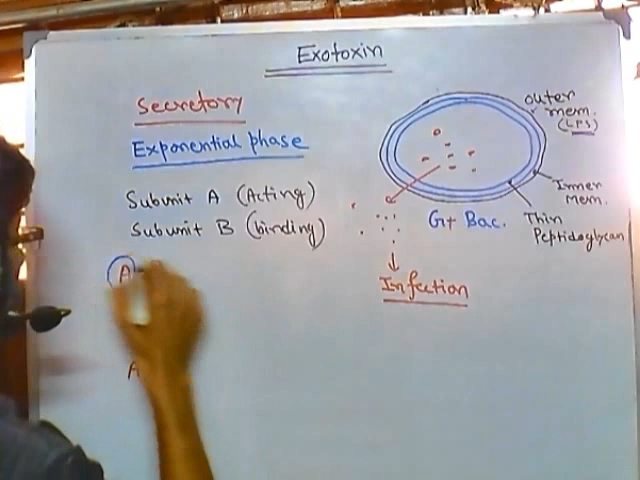 Exotoxin
Secretory
Exponential phase
Subunit A (Acting)
Subunit B (binding)
A
A
outer
mem.
(LPS)
Inner
mem.
Thin
Peptidoglycan
G+ Bac.
Infection